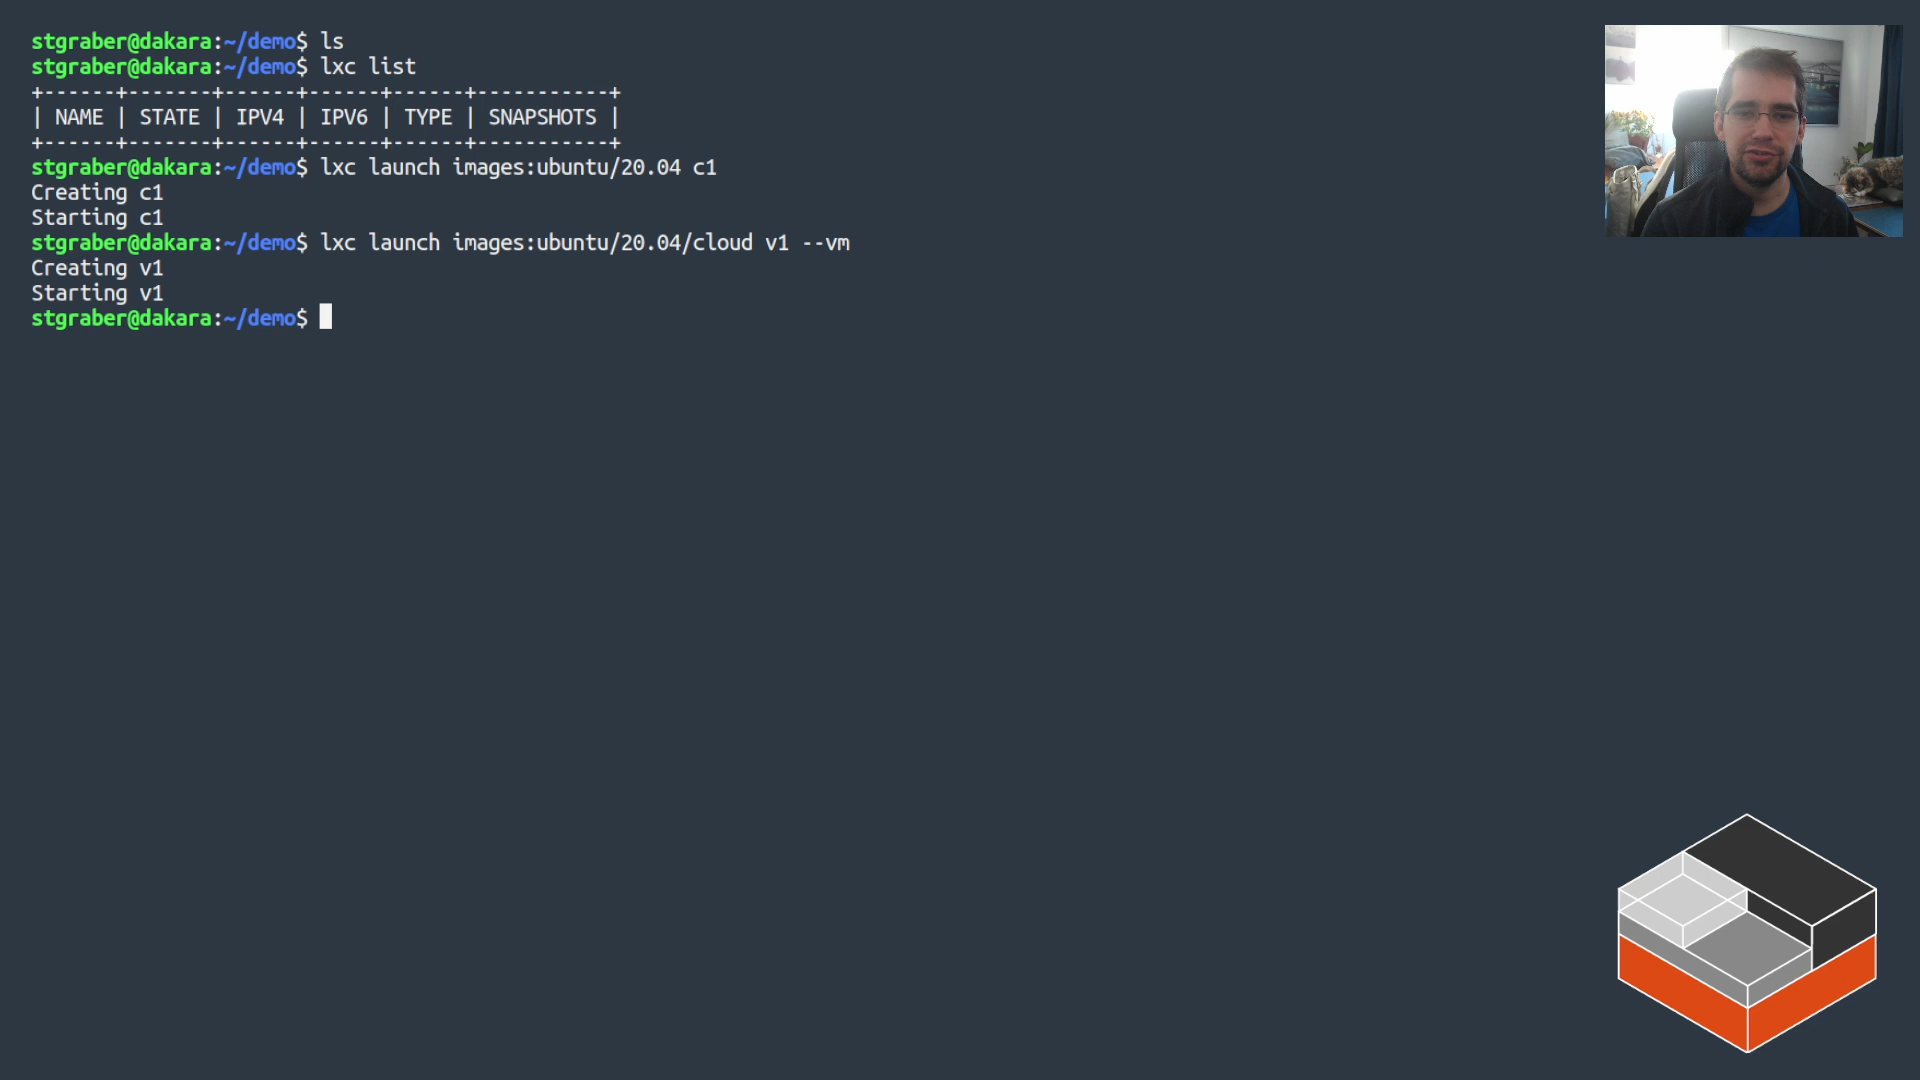 stgraber@dakara:~/demo$ ls
stgraber@dakara:~/demo$ lxc list
+------+-------+------+------+------+-----------+
| NAME | STATE | IPV4 | IPV6 | TYPE | SNAPSHOTS |
+------+-------+------+------+------+-----------+
stgraber@dakara:~/demo$ lxc launch images:ubuntu/20.04 c1
Creating c1
Starting c1
stgraber@dakara:~/demo$ lxc launch images:ubuntu/20.04/cloud v1 --vm
Creating v1
Starting v1
stgraber@dakara:~/demo$